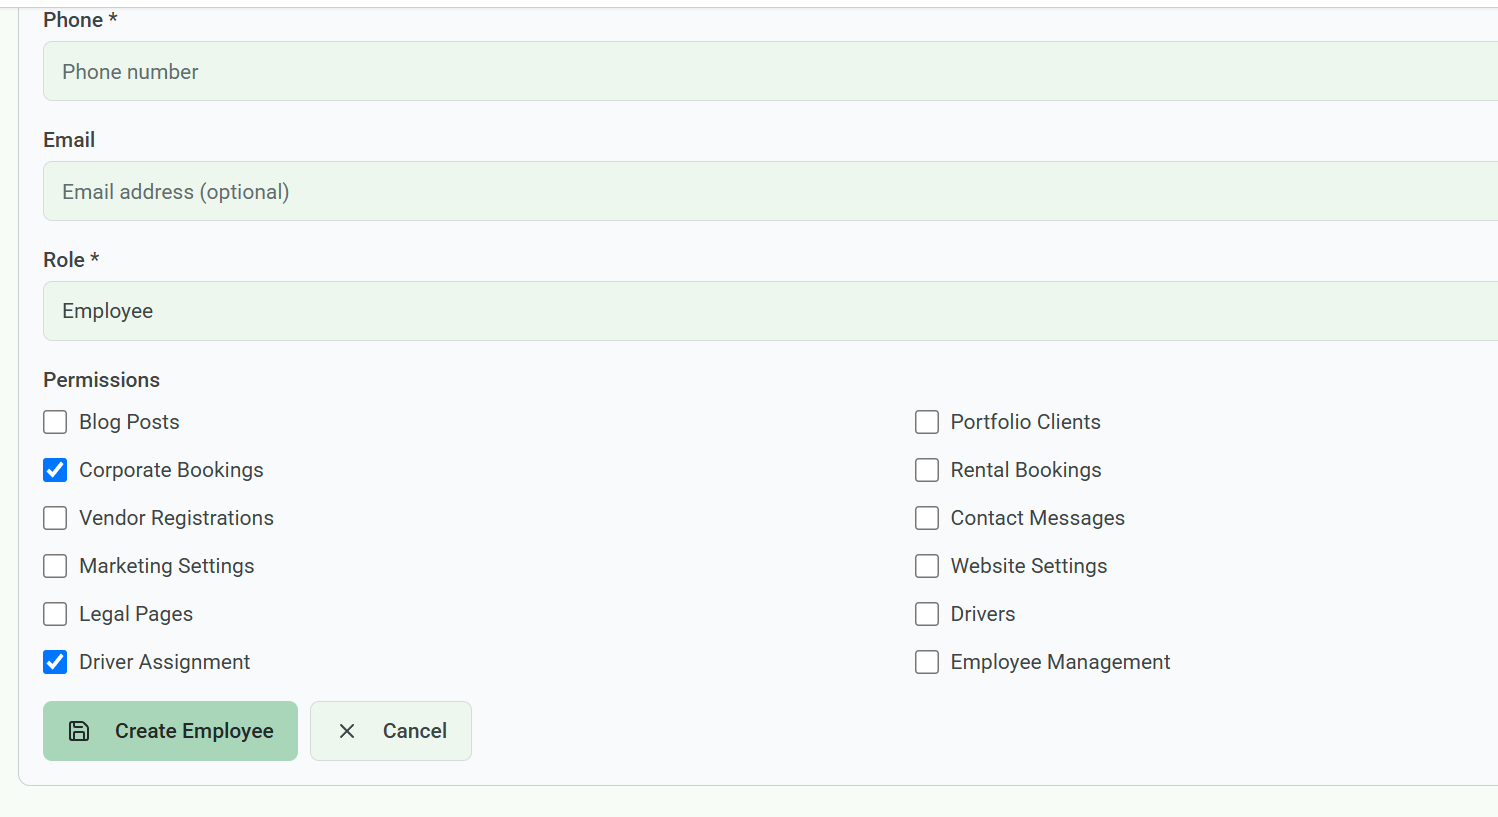 Phone *
Phone number
Email
Email address (optional)
Role *
Employee
Permissions
Blog Posts
Portfolio Clients
Corporate Bookings
Rental Bookings
Vendor Registrations
Contact Messages
Marketing Settings
Website Settings
Legal Pages
Drivers
Driver Assignment
Employee Management
Create Employee
Cancel